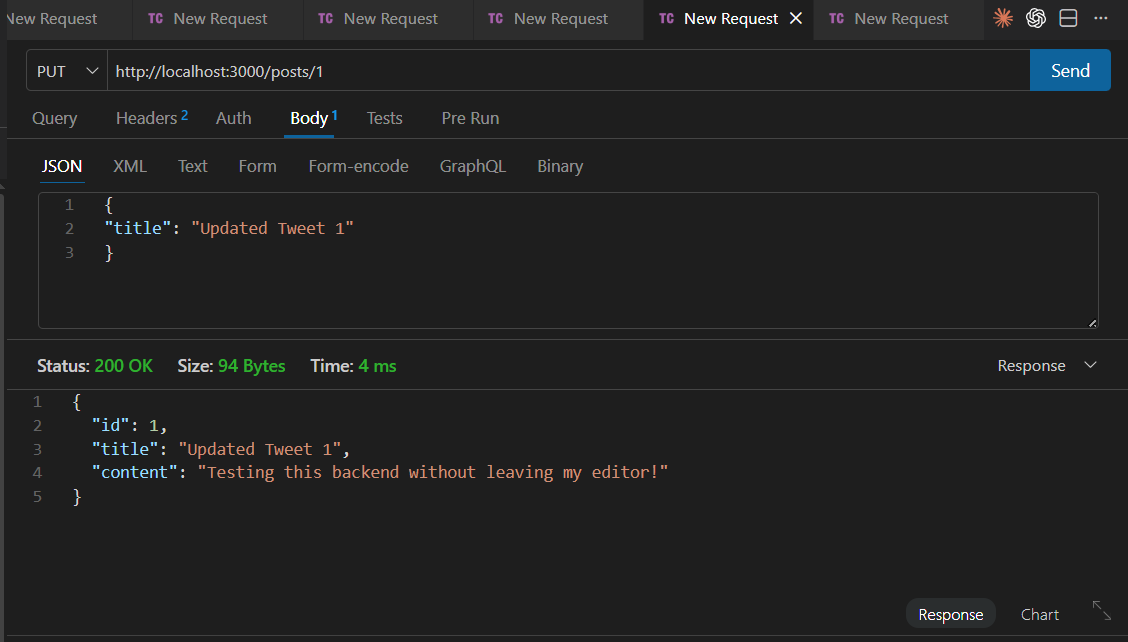 New Request TC New Request TC New Request TC New Request TC New Request TC New Request
PUT http://localhost:3000/posts/1 Send
Query Headers 2 Auth Body 1 Tests Pre Run
JSON XML Text Form Form-encode GraphQL Binary
1 {
2 "title": "Updated Tweet 1"
3 }
Status: 200 OK Size: 94 Bytes Time: 4 ms Response
1 {
2 "id": 1,
3 "title": "Updated Tweet 1",
4 "content": "Testing this backend without leaving my editor!"
5 }
Response Chart